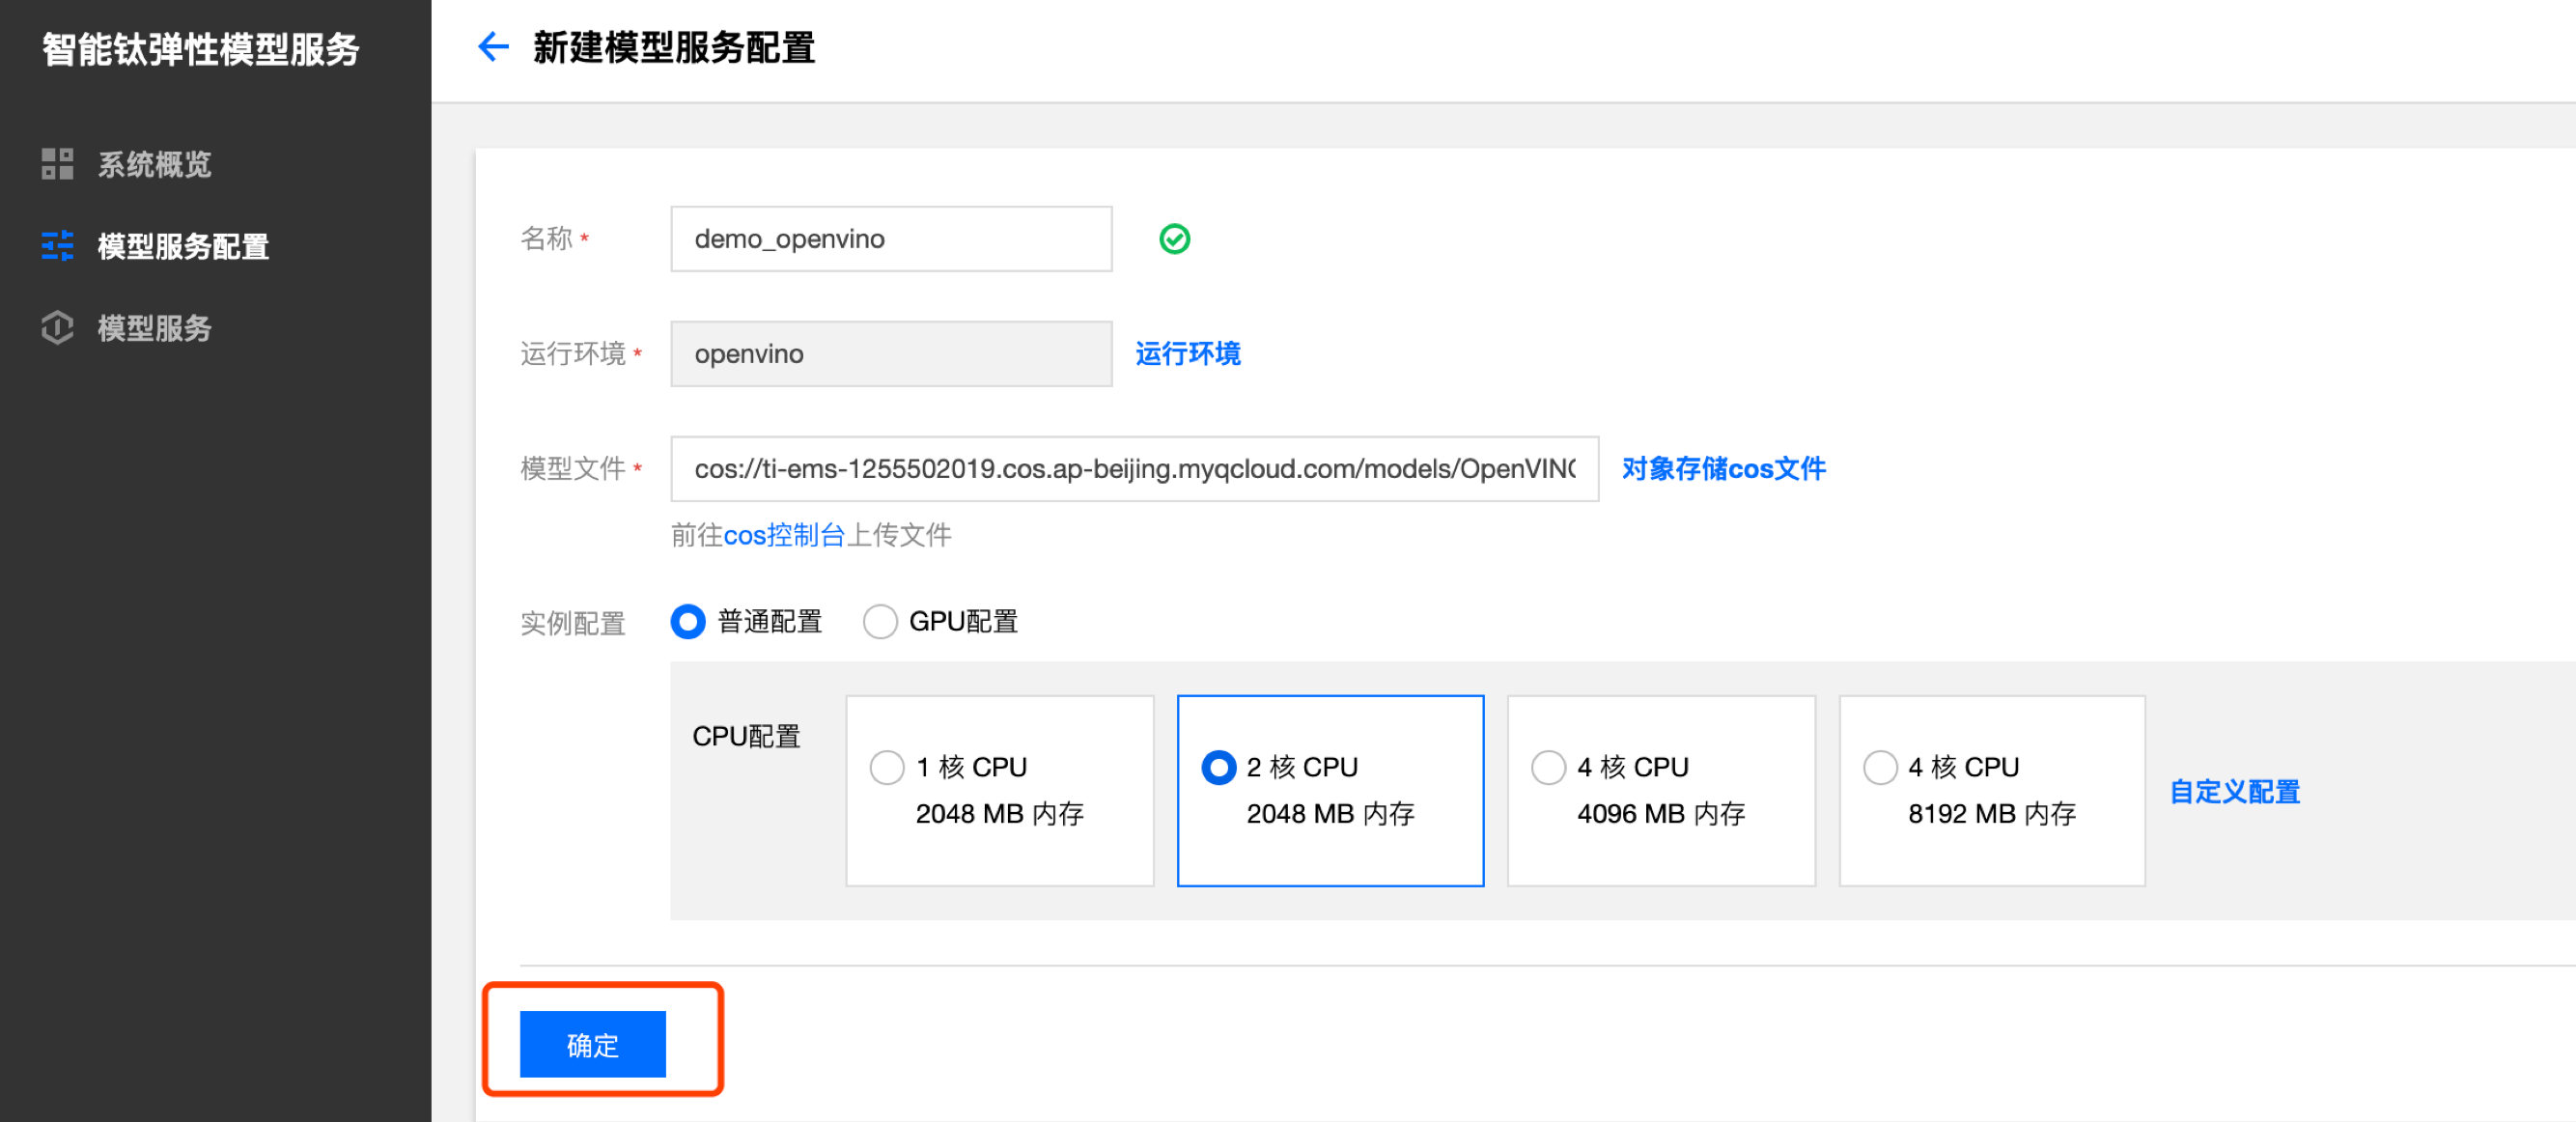 智能钛弹性模型服务
系统概览
模型服务配置
模型服务
新建模型服务配置
名称 * demo_openvino
运行环境 * openvino 运行环境
模型文件 * cos://ti-ems-1255502019.cos.ap-beijing.myqcloud.com/models/OpenVINO 对象存储cos文件
前往cos控制台上传文件
实例配置 普通配置 GPU配置
CPU配置
1 核 CPU
2048 MB 内存
2 核 CPU
2048 MB 内存
4 核 CPU
4096 MB 内存
4 核 CPU
8192 MB 内存
自定义配置
确定